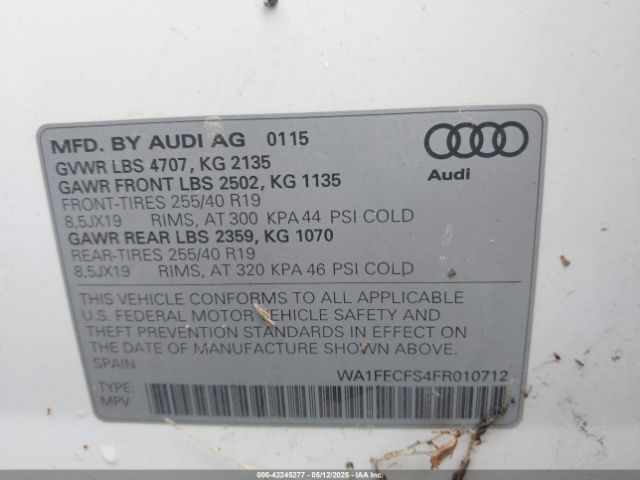 MFD. BY AUDI AG 0115
GVWR LBS 4707, KG 2135
GAWR FRONT LBS 2502, KG 1135
FRONT-TIRES 255/40 R19
8,5JX19 RIMS, AT 300 KPA 44 PSI COLD
GAWR REAR LBS 2359, KG 1070
REAR-TIRES 255/40 R19
8,5JX19 RIMS, AT 320 KPA 46 PSI COLD
Audi
THIS VEHICLE CONFORMS TO ALL APPLICABLE
U.S. FEDERAL MOTOR VEHICLE SAFETY AND
THEFT PREVENTION STANDARDS IN EFFECT ON
THE DATE OF MANUFACTURE SHOWN ABOVE.
SPAIN
WA1FFCFS4FR010712
TYPE:
MPV
000-42245277 - 05/12/2025 - IAAI.COM